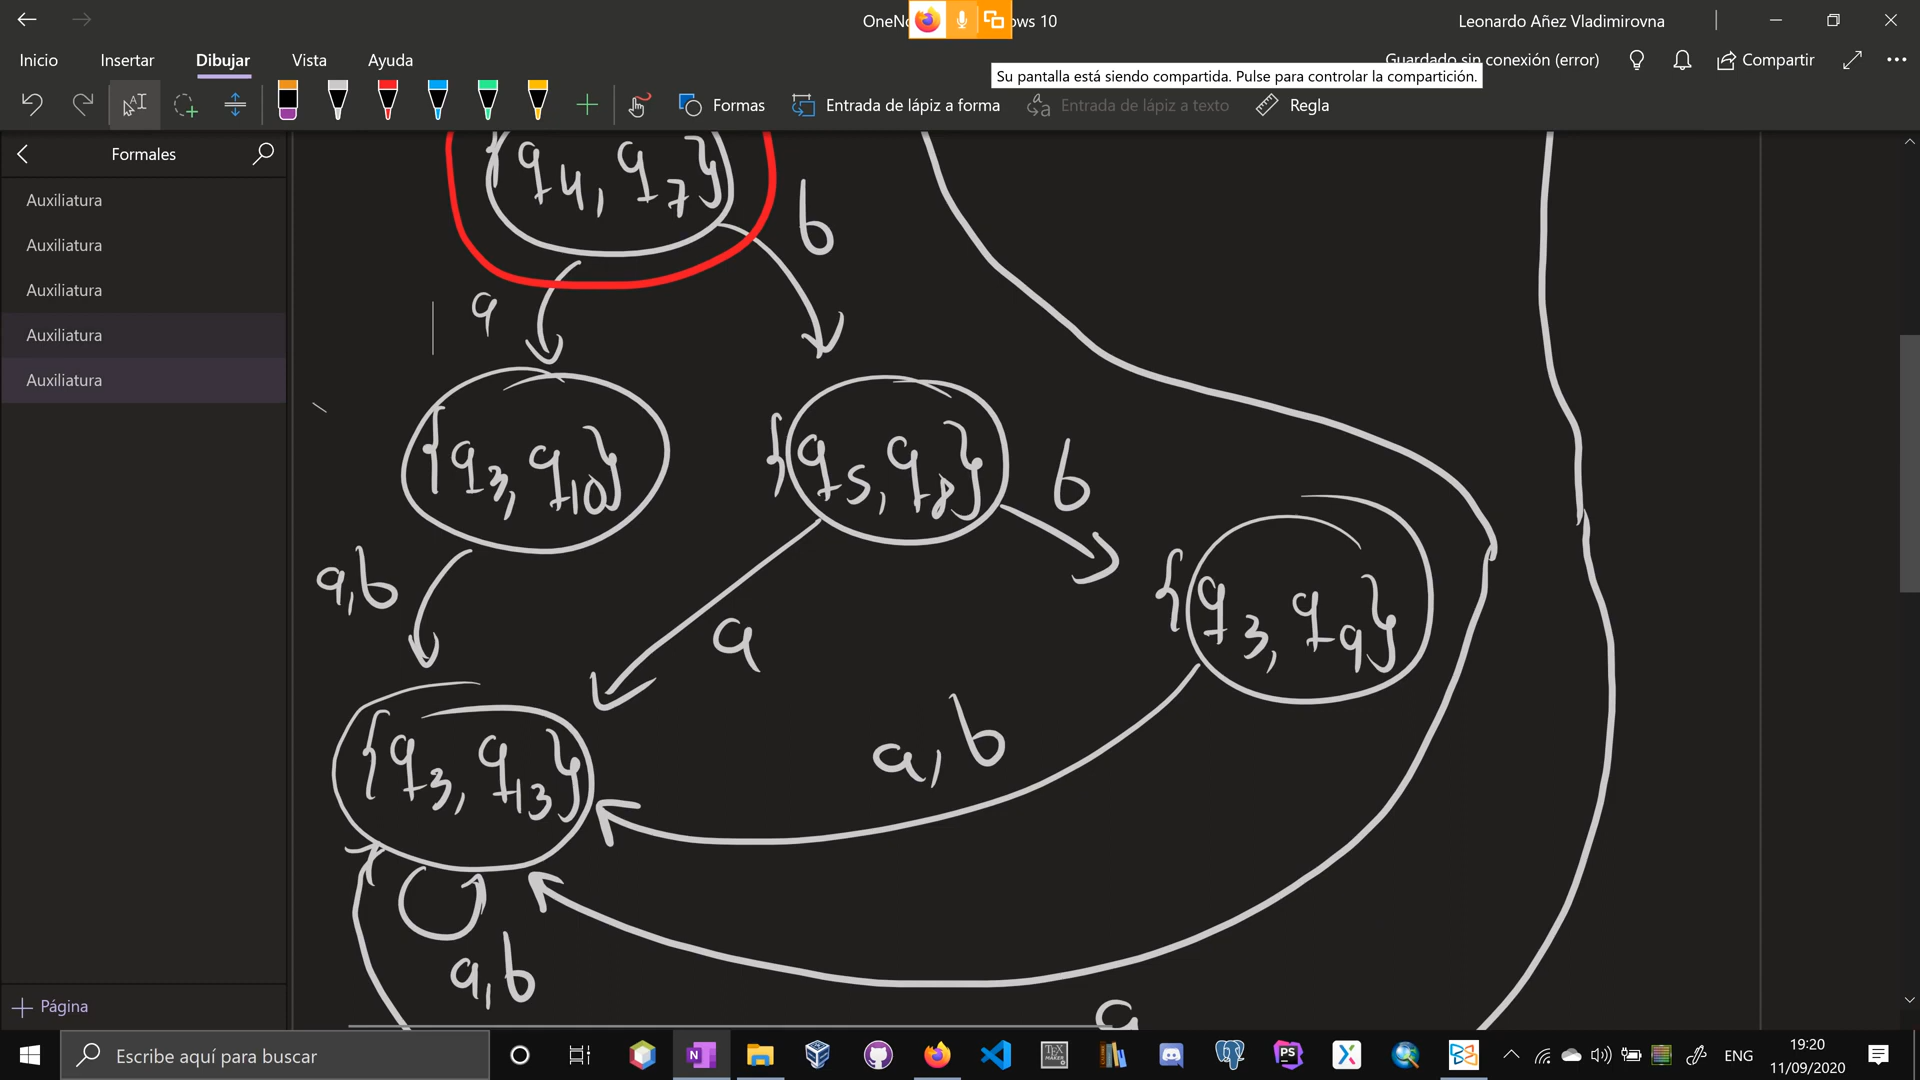 OneNo
ows 10
Leonardo Añez Vladimirovna
Inicio
Insertar
Dibujar
Vista
Ayuda
Guardado sin conexión (error)
Compartir
Su pantalla está siendo compartida. Pulse para controlar la compartición.
Formas
Entrada de lápiz a forma
Entrada de lápiz a texto
Regla
Formales
Auxiliatura
Auxiliatura
Auxiliatura
Auxiliatura
Auxiliatura
{q4, q7}
b
a
{q3, q10}
{q5, q8}
b
a,b
a
{q3, q9}
{q3, q13}
a, b
a,b
a
Página
Escribe aquí para buscar
ENG
19:20
11/09/2020